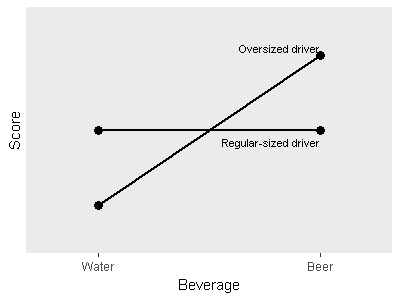 Oversized driver
Score
Regular-sized driver
Water
Beer
Beverage